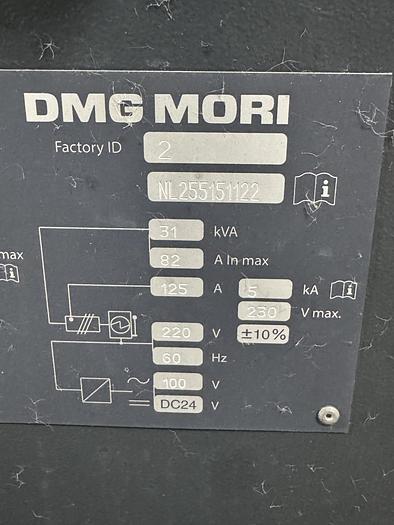 DMG MORI
Factory ID 2
NL255151122
31 kVA
max 82 A In max
125 A 5 kA
230 V max.
220 V ±10%
60 Hz
100 V
DC24 V